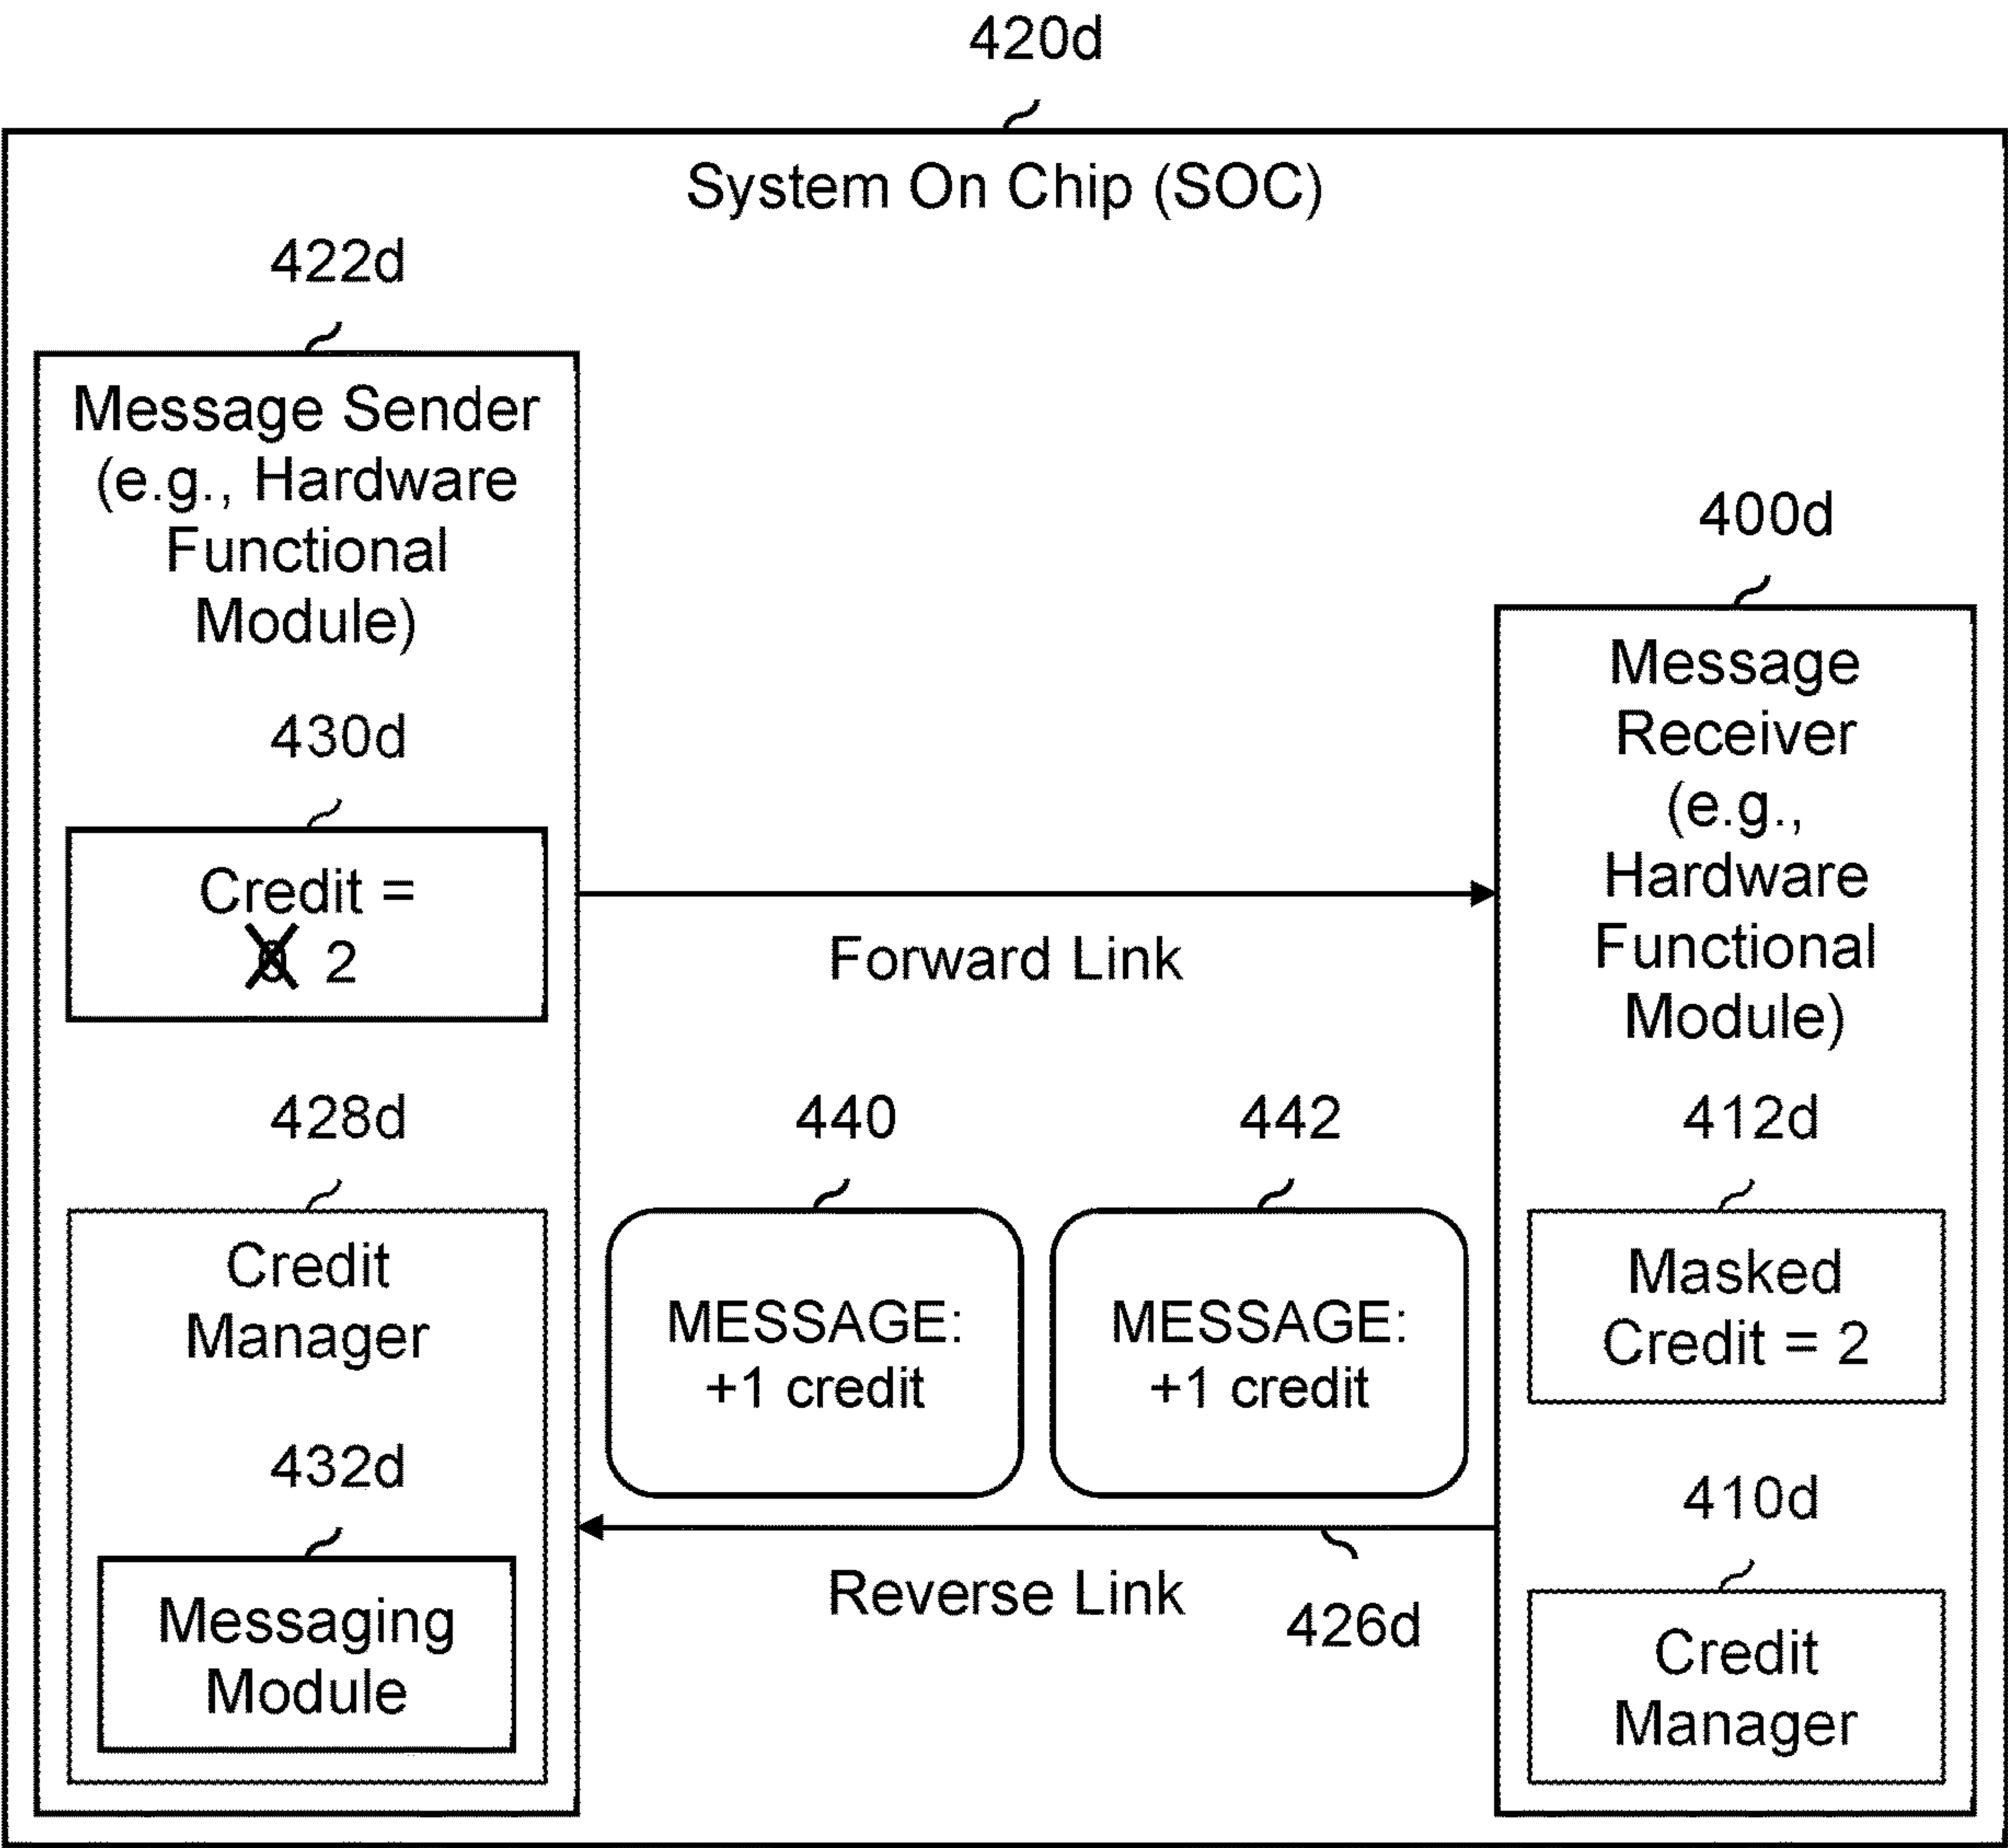 420d
System On Chip (SOC)
422d
Message Sender
(e.g., Hardware
Functional
Module)
430d
Credit =
0 2
428d
Credit
Manager
432d
Messaging
Module
Forward Link
440
MESSAGE:
+1 credit
442
MESSAGE:
+1 credit
Reverse Link
426d
400d
Message
Receiver
(e.g.,
Hardware
Functional
Module)
412d
Masked
Credit = 2
410d
Credit
Manager